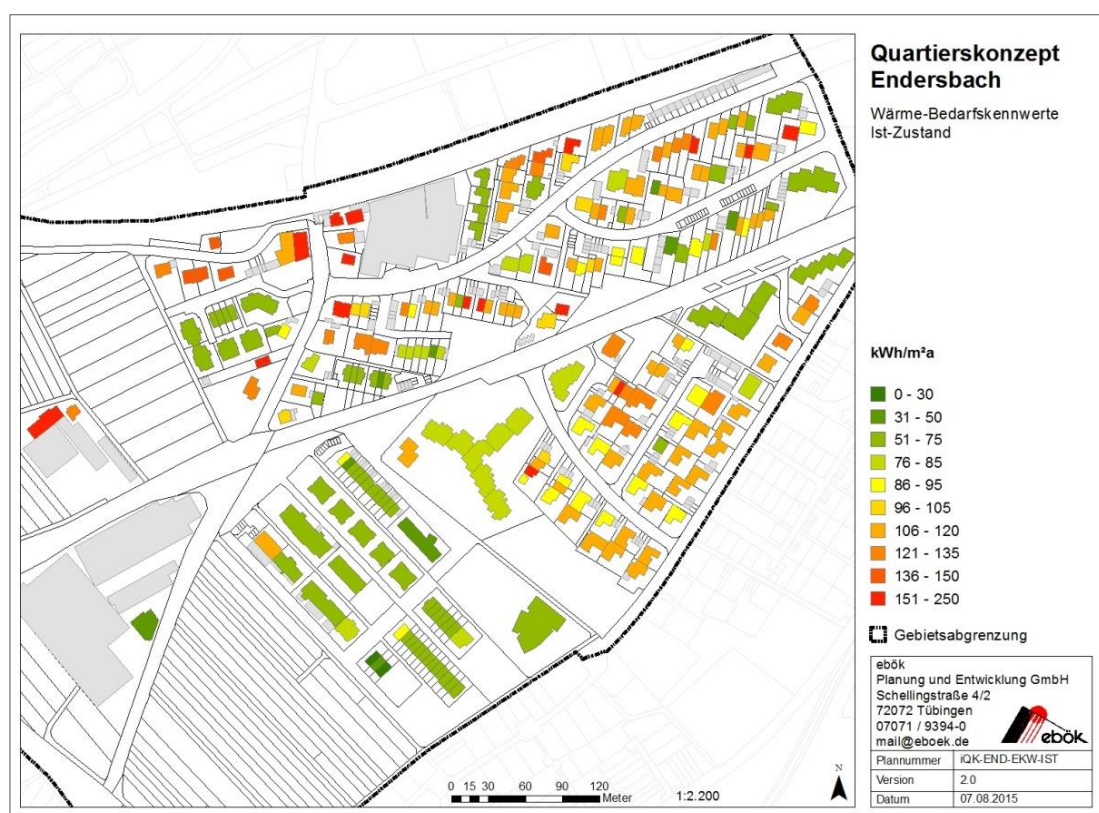 Quartierskonzept
Endersbach
Wärme-Bedarfskennwerte
Ist-Zustand
kWh/m²a
0 - 30
31 - 50
51 - 75
76 - 85
86 - 95
96 - 105
106 - 120
121 - 135
136 - 150
151 - 250
Gebietsabgrenzung
ebök
Planung und Entwicklung GmbH
Schellingstraße 4/2
72072 Tübingen
07071 / 9394-0
mail@eboek.de
ebök
Plannummer iQK-END-EKW-IST
Version 2.0
Datum 07.08.2015
N
0 15 30 60 90 120
Meter
1:2.200